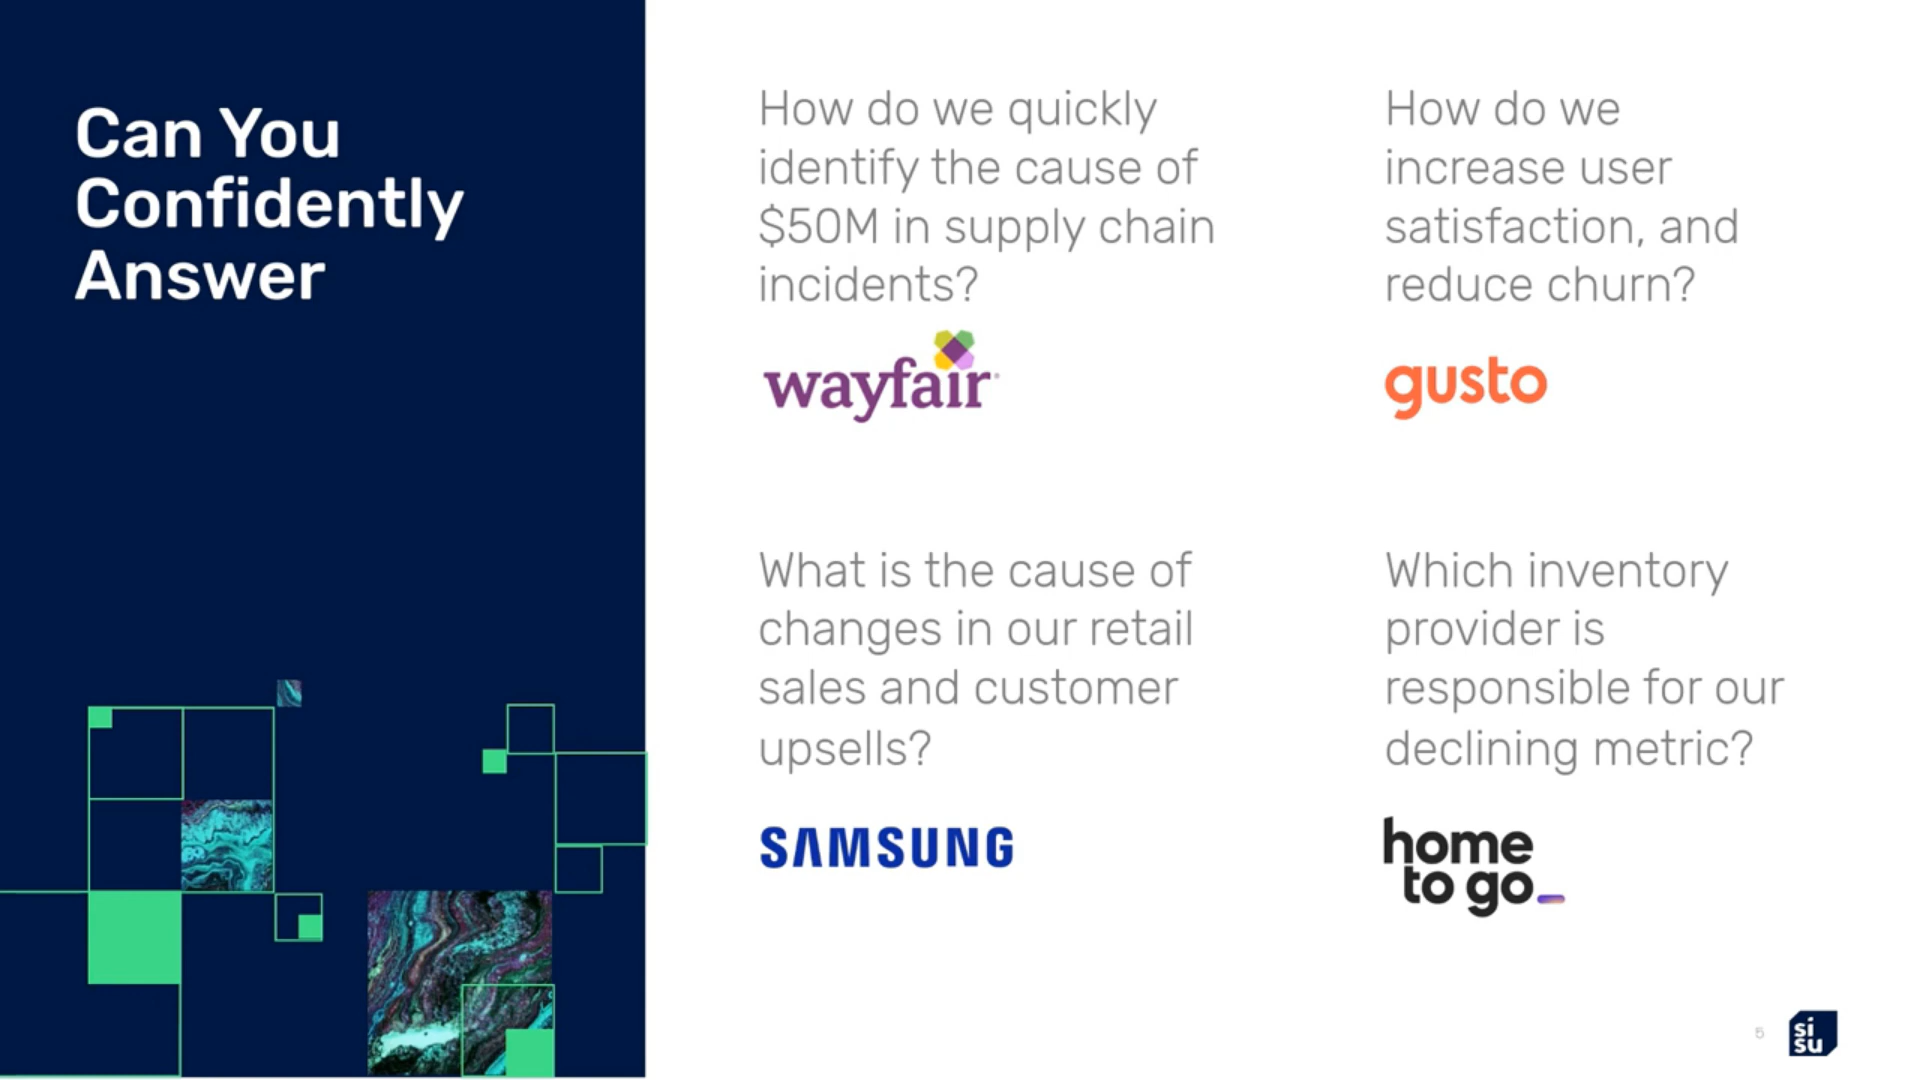 Can You
Confidently
Answer
How do we quickly
identify the cause of
$50M in supply chain
incidents?
wayfair
How do we
increase user
satisfaction, and
reduce churn?
gusto
What is the cause of
changes in our retail
sales and customer
upsells?
SAMSUNG
Which inventory
provider is
responsible for our
declining metric?
home
to go_
5
si
su